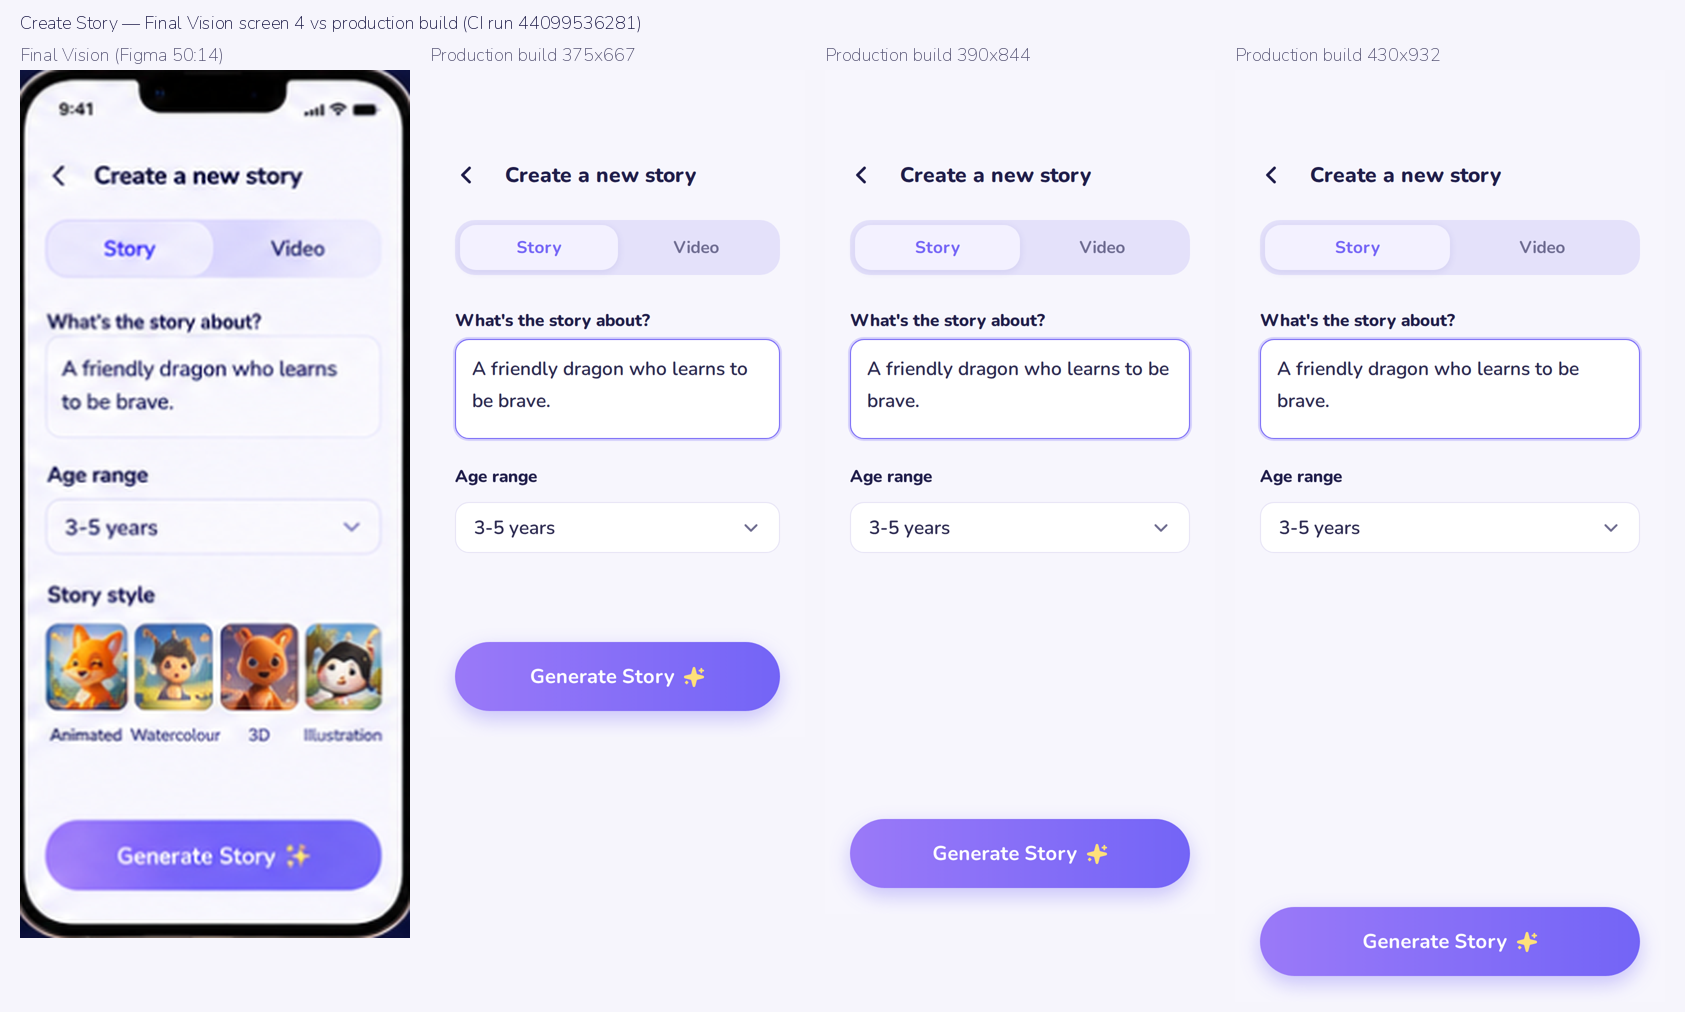 Create Story — Final Vision screen 4 vs production build (CI run 44099536281)
Final Vision (Figma 50:14)
9:41
Create a new story
Story Video
What's the story about?
A friendly dragon who learns
to be brave.
Age range
3-5 years
Story style
Animated Watercolour 3D Illustration
Generate Story
Production build 375x667
Create a new story
Story Video
What's the story about?
A friendly dragon who learns to
be brave.
Age range
3-5 years
Generate Story
Production build 390x844
Create a new story
Story Video
What's the story about?
A friendly dragon who learns to be
brave.
Age range
3-5 years
Generate Story
Production build 430x932
Create a new story
Story Video
What's the story about?
A friendly dragon who learns to be
brave.
Age range
3-5 years
Generate Story